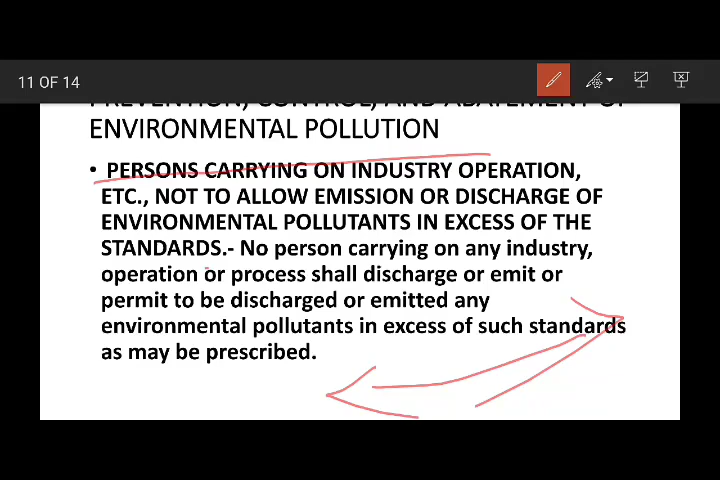 11 OF 14
PREVENTION, CONTROL, AND ABATEMENT OF
ENVIRONMENTAL POLLUTION
• PERSONS CARRYING ON INDUSTRY OPERATION,
ETC., NOT TO ALLOW EMISSION OR DISCHARGE OF
ENVIRONMENTAL POLLUTANTS IN EXCESS OF THE
STANDARDS.- No person carrying on any industry,
operation or process shall discharge or emit or
permit to be discharged or emitted any
environmental pollutants in excess of such standards
as may be prescribed.